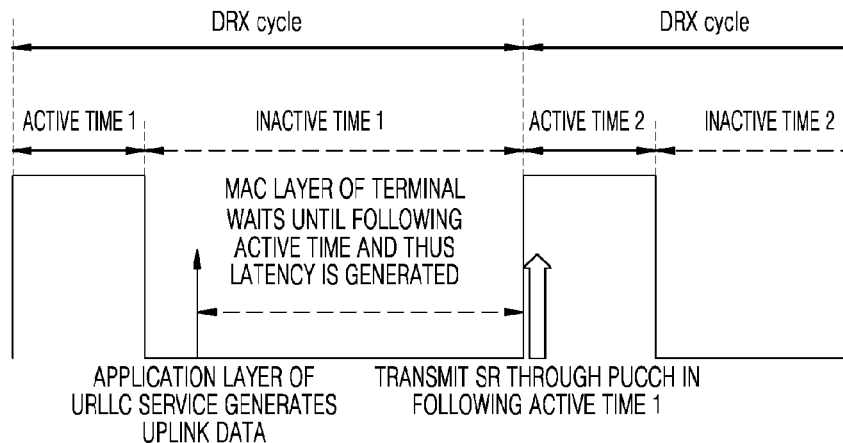 DRX cycle
DRX cycle
ACTIVE TIME 1
INACTIVE TIME 1
ACTIVE TIME 2
INACTIVE TIME 2
MAC LAYER OF TERMINAL
WAITS UNTIL FOLLOWING
ACTIVE TIME AND THUS
LATENCY IS GENERATED
APPLICATION LAYER OF
URLLC SERVICE GENERATES
UPLINK DATA
TRANSMIT SR THROUGH PUCCH IN
FOLLOWING ACTIVE TIME 1